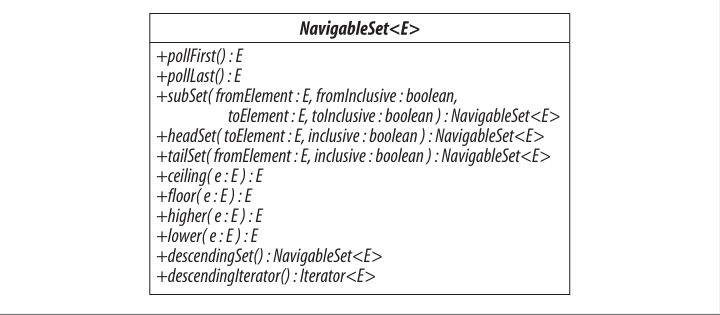 NavigableSet<E>
+pollFirst() : E
+pollLast() : E
+subSet( fromElement : E, fromInclusive : boolean,
toElement : E, toInclusive : boolean ) : NavigableSet<E>
+headSet( toElement : E, inclusive : boolean ) : NavigableSet<E>
+tailSet( fromElement : E, inclusive : boolean ) : NavigableSet<E>
+ceiling( e : E ) : E
+floor( e : E ) : E
+higher( e : E ) : E
+lower( e : E ) : E
+descendingSet() : NavigableSet<E>
+descendingIterator() : Iterator<E>